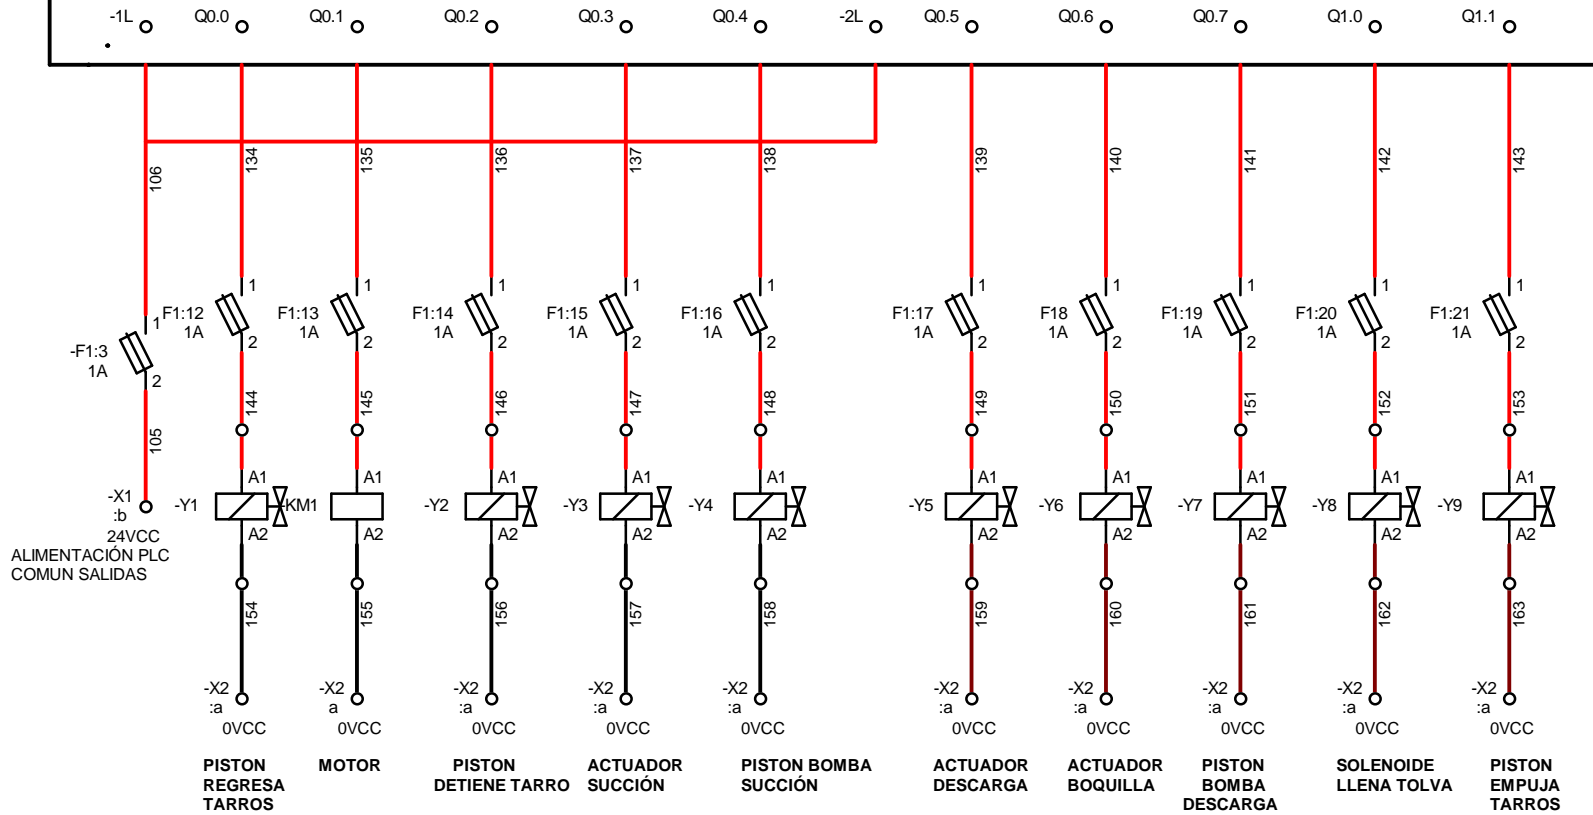 -1L Q0.0 Q0.1 Q0.2 Q0.3 Q0.4 -2L Q0.5 Q0.6 Q0.7 Q1.0 Q1.1
106 134 135 136 137 138 139 140 141 142 143
1 1 1 1 1 1 1 1 1 1
F1:12 F1:13 F1:14 F1:15 F1:16 F1:17 F18 F1:19 F1:20 F1:21
1A 1A 1A 1A 1A 1A 1A 1A 1A 1A
2 2 2 2 2 2 2 2 2 2
1
-F1:3
1A
2
144 145 146 147 148 149 150 151 152 153
105
A1 A1 A1 A1 A1 A1 A1 A1 A1 A1
-X1
:b
24VCC
ALIMENTACIÓN PLC
COMUN SALIDAS
-Y1 -KM1 -Y2 -Y3 -Y4 -Y5 -Y6 -Y7 -Y8 -Y9
A2 A2 A2 A2 A2 A2 A2 A2 A2 A2
154 155 156 157 158 159 160 161 162 163
-X2 -X2 -X2 -X2 -X2 -X2 -X2 -X2 -X2 -X2
:a a :a :a :a :a :a :a :a :a
0VCC 0VCC 0VCC 0VCC 0VCC 0VCC 0VCC 0VCC 0VCC 0VCC
PISTON
REGRESA
TARROS
MOTOR
PISTON
DETIENE TARRO
ACTUADOR
SUCCIÓN
PISTON BOMBA
SUCCIÓN
ACTUADOR
DESCARGA
ACTUADOR
BOQUILLA
PISTON
BOMBA
DESCARGA
SOLENOIDE
LLENA TOLVA
PISTON
EMPUJA
TARROS